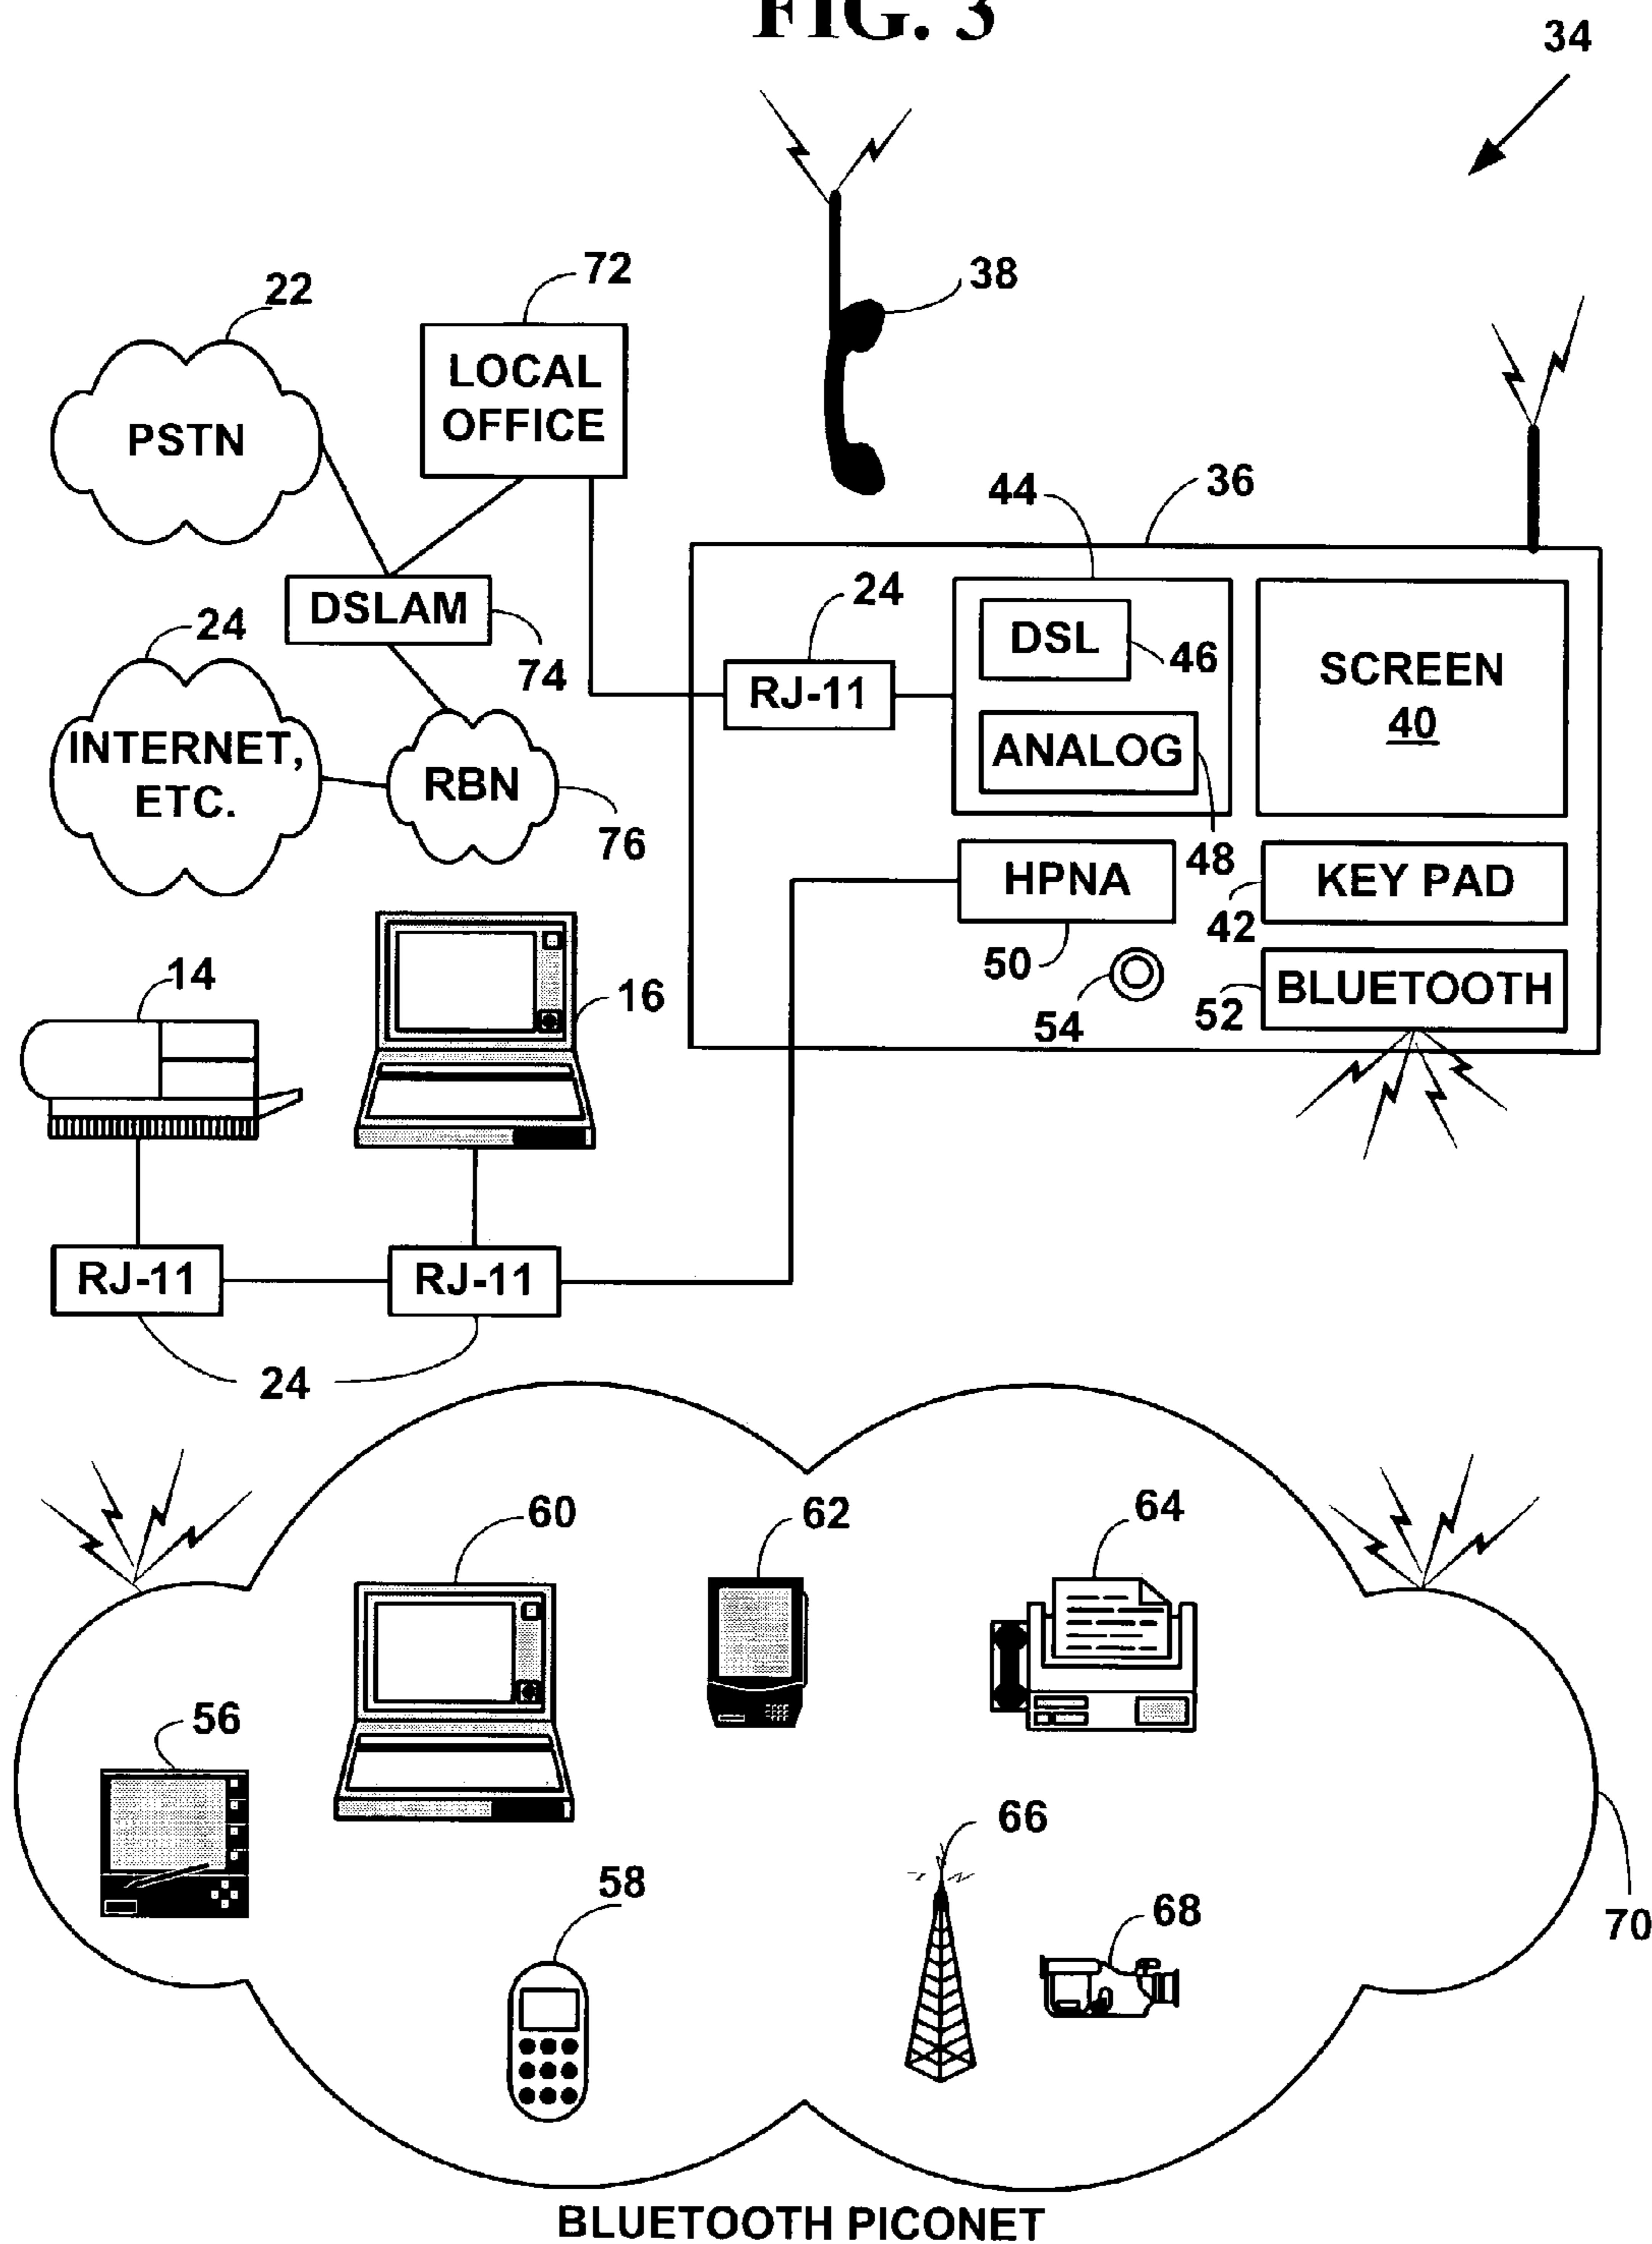 FIG. 3
34
72
38
22
LOCAL
OFFICE
PSTN
44
36
24
DSLAM
24
DSL
74
46
RJ-11
SCREEN
40
INTERNET,
ETC.
RBN
ANALOG
76
48
HPNA
KEY PAD
42
50
14
16
54
52
BLUETOOTH
RJ-11
RJ-11
24
60
62
64
56
66
58
68
70
BLUETOOTH PICONET